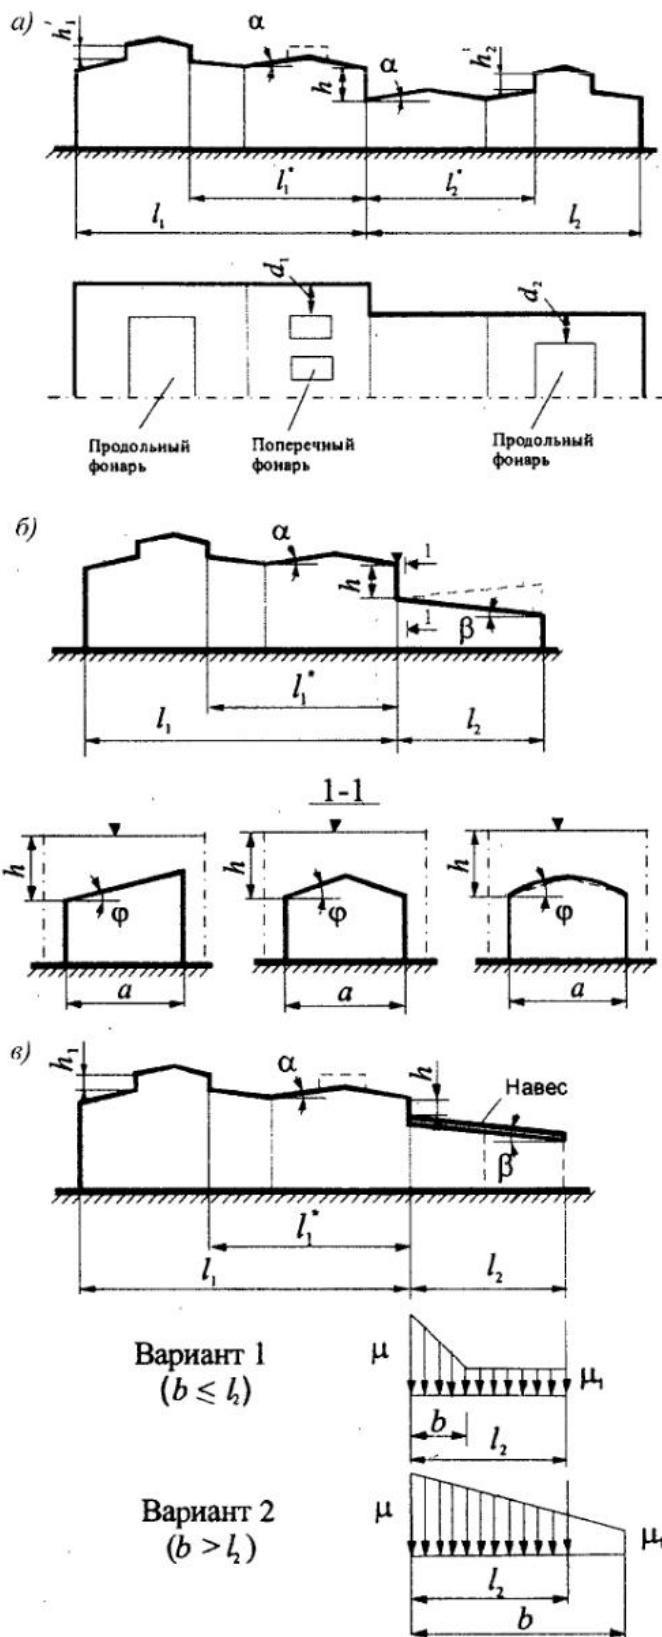 а)
h₁
α
h
α
h₂
l₁*
l₂*
l₁
l₂
d₁
d₂
Продольный
фонарь
Поперечный
фонарь
Продольный
фонарь
б)
α
1
h
1
β
l₁*
l₁
l₂
1-1
h
φ
a
h
φ
a
h
φ
a
в)
h₁
α
h
Навес
β
l₁*
l₁
l₂
Вариант 1
(b ≤ l₂)
μ
μ₁
b
l₂
Вариант 2
(b > l₂)
μ
μ₁
l₂
b